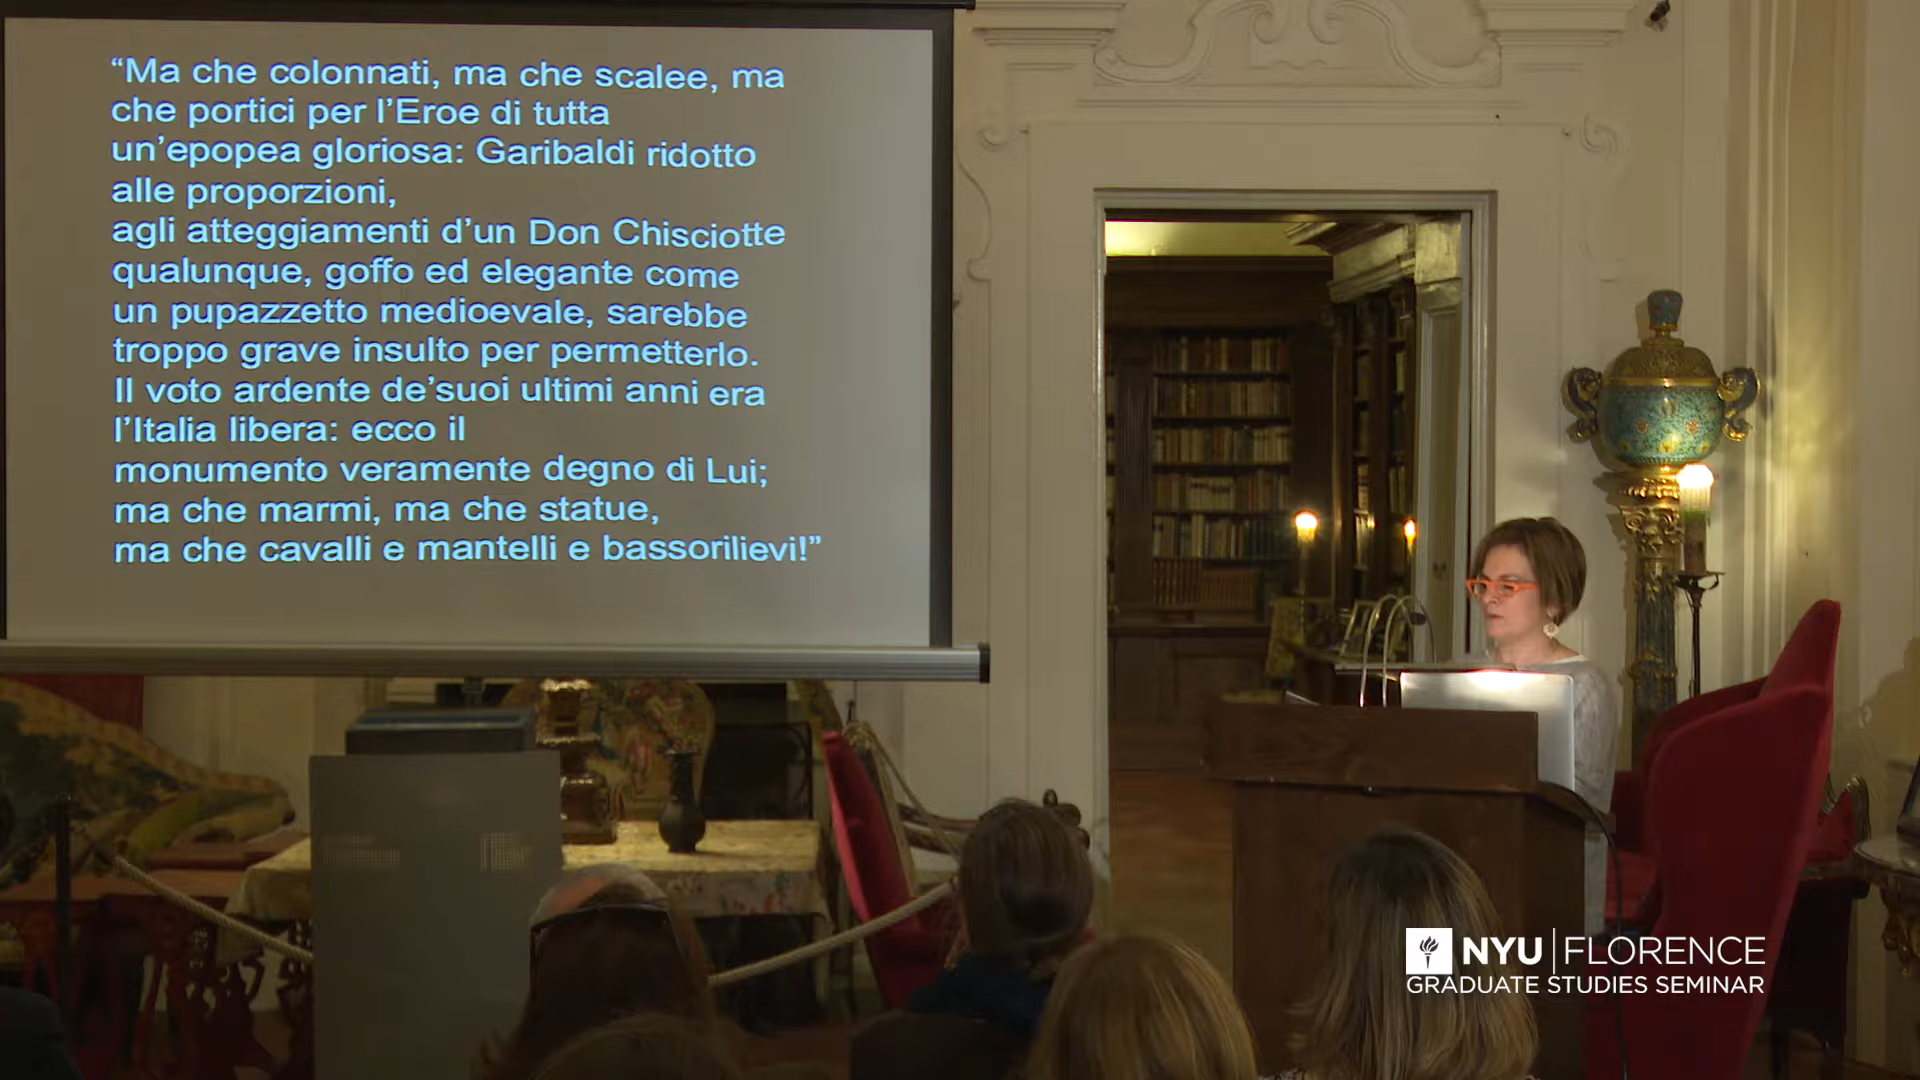 “Ma che colonnati, ma che scalee, ma
che portici per l’Eroe di tutta
un’epopea gloriosa: Garibaldi ridotto
alle proporzioni,
agli atteggiamenti d’un Don Chisciotte
qualunque, goffo ed elegante come
un pupazzetto medioevale, sarebbe
troppo grave insulto per permetterlo.
Il voto ardente de’suoi ultimi anni era
l’Italia libera: ecco il
monumento veramente degno di Lui;
ma che marmi, ma che statue,
ma che cavalli e mantelli e bassorilievi!”
NYU | FLORENCE
GRADUATE STUDIES SEMINAR